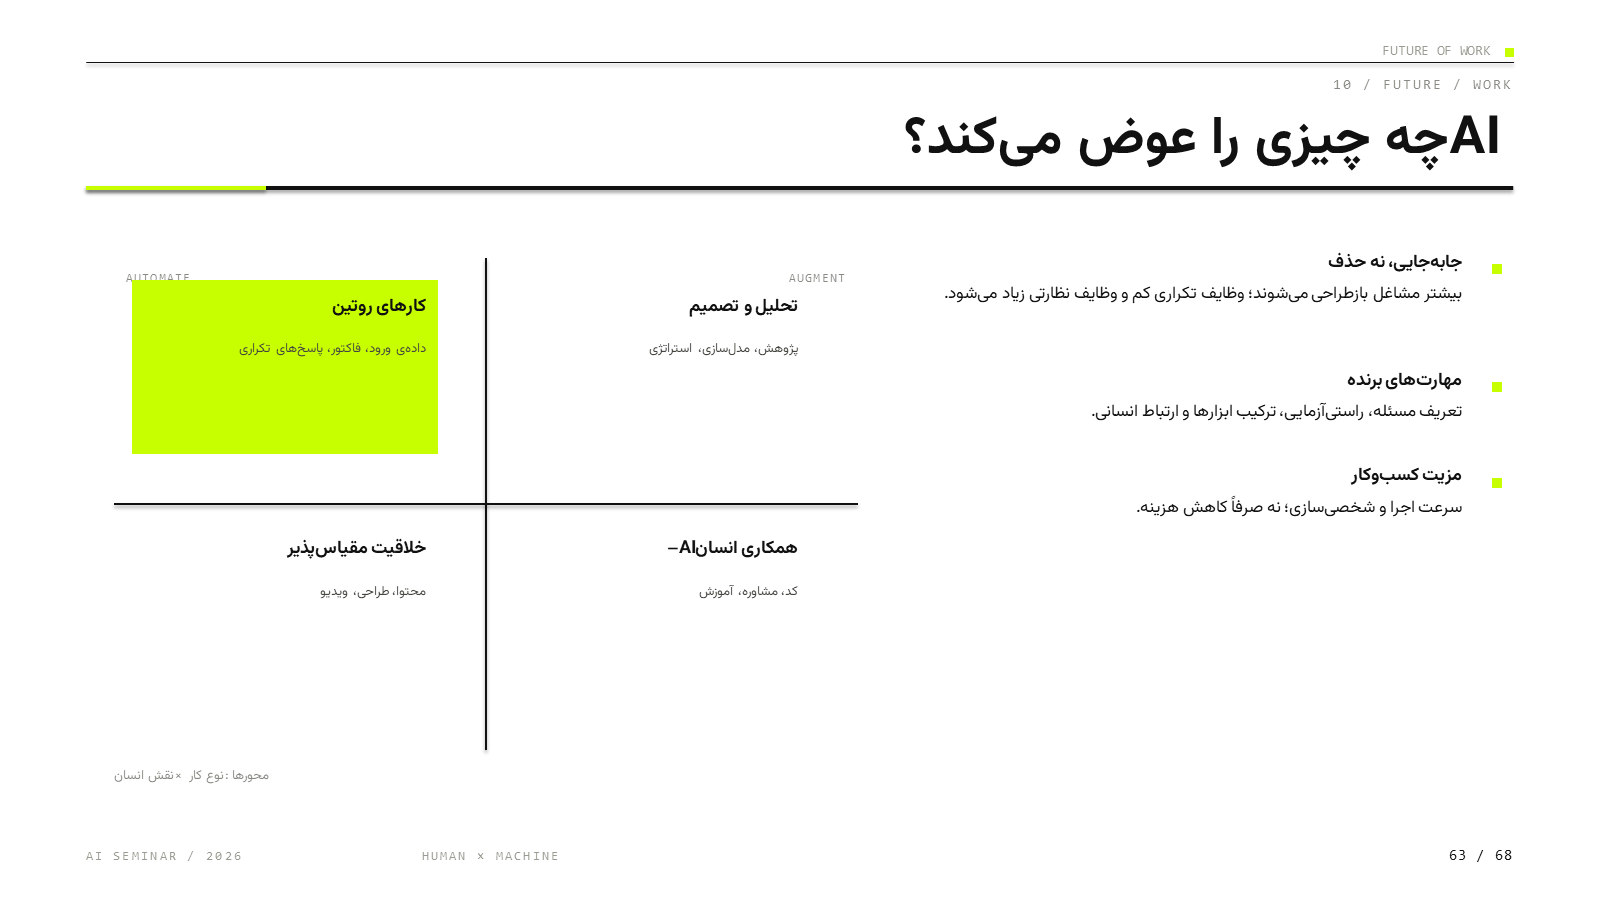 FUTURE OF WORK
10 / FUTURE / WORK
AIچه چیزی را عوض می‌کند؟
جابه‌جایی، نه حذف
بیشتر مشاغل بازطراحی می‌شوند؛ وظایف تکراری کم و وظایف نظارتی زیاد می‌شود.
مهارت‌های برنده
تعریف مسئله، راستی‌آزمایی، ترکیب ابزارها و ارتباط انسانی.
مزیت کسب‌وکار
سرعت اجرا و شخصی‌سازی؛ نه صرفاً کاهش هزینه.
AUGMENT
تحلیل و تصمیم
پژوهش، مدل‌سازی، استراتژی
AUTOMATE
کارهای روتین
داده‌ی ورود، فاکتور، پاسخ‌های تکراری
همکاری انسانAI–
کد، مشاوره، آموزش
خلاقیت مقیاس‌پذیر
محتوا، طراحی، ویدیو
محورها: نوع کار × نقش انسان
AI SEMINAR / 2026
HUMAN × MACHINE
63 / 68